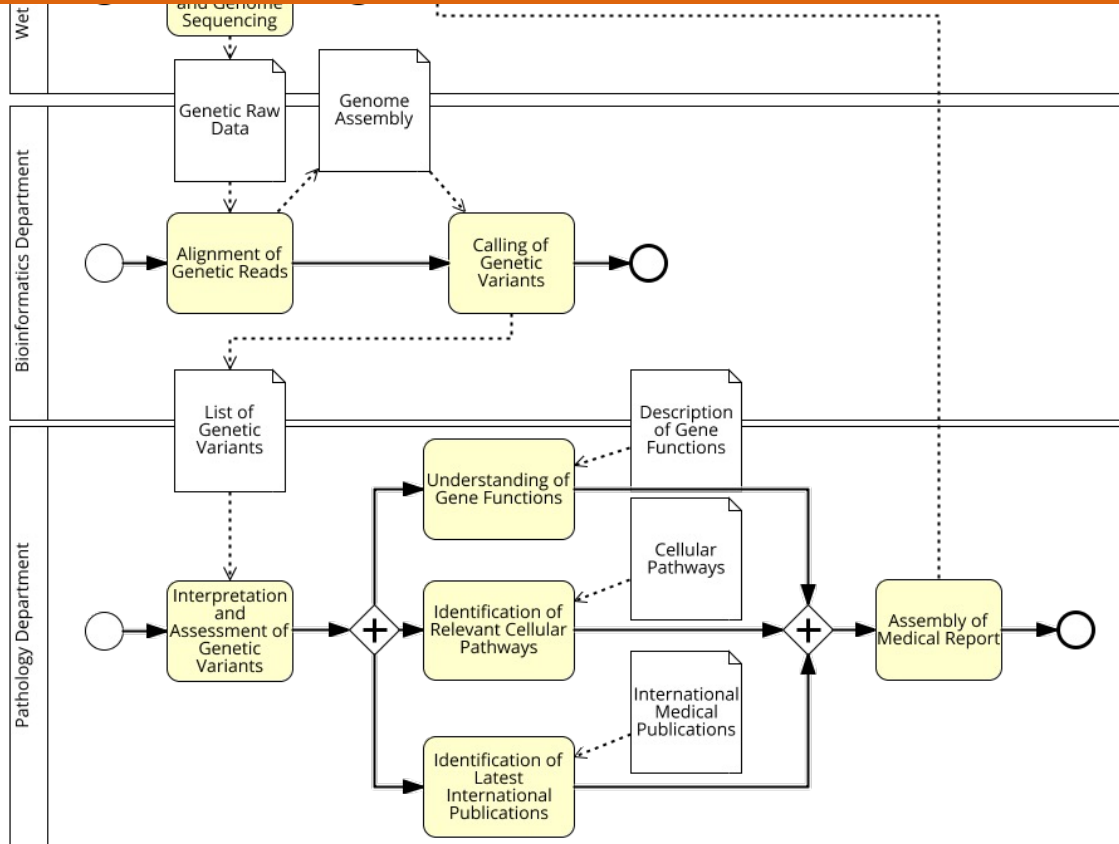 Wet
and Genome
Sequencing
Genetic Raw
Data
Genome
Assembly
Bioinformatics Department
Alignment of
Genetic Reads
Calling of
Genetic
Variants
List of
Genetic
Variants
Description
of Gene
Functions
Pathology Department
Understanding of
Gene Functions
Cellular
Pathways
Interpretation
and
Assessment of
Genetic
Variants
Identification of
Relevant Cellular
Pathways
Assembly of
Medical Report
International
Medical
Publications
Identification of
Latest
International
Publications